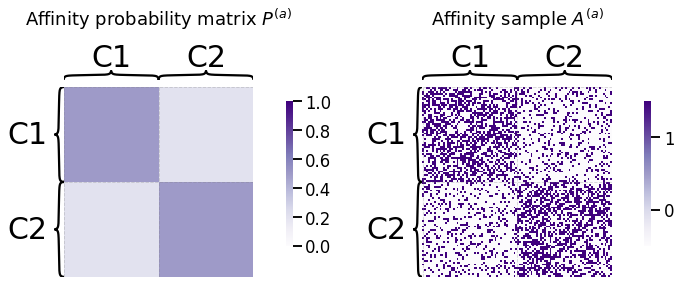 Affinity probability matrix P^(a)
C1 C2
C1
C2
1.0
0.8
0.6
0.4
0.2
0.0
Affinity sample A^(a)
C1 C2
C1
C2
1
0